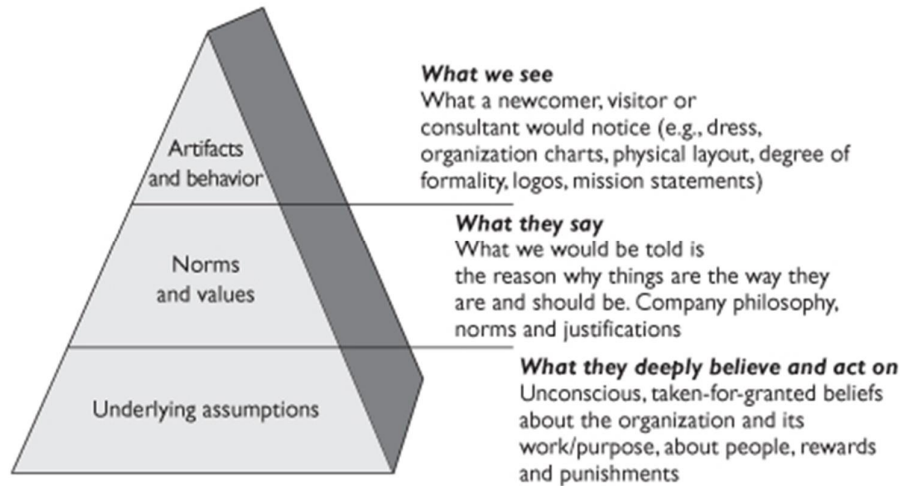 What we see
What a newcomer, visitor or
consultant would notice (e.g., dress,
organization charts, physical layout, degree of
formality, logos, mission statements)
Artifacts
and behavior
What they say
What we would be told is
the reason why things are the way they
are and should be. Company philosophy,
norms and justifications
Norms
and values
What they deeply believe and act on
Unconscious, taken-for-granted beliefs
about the organization and its
work/purpose, about people, rewards
and punishments
Underlying assumptions